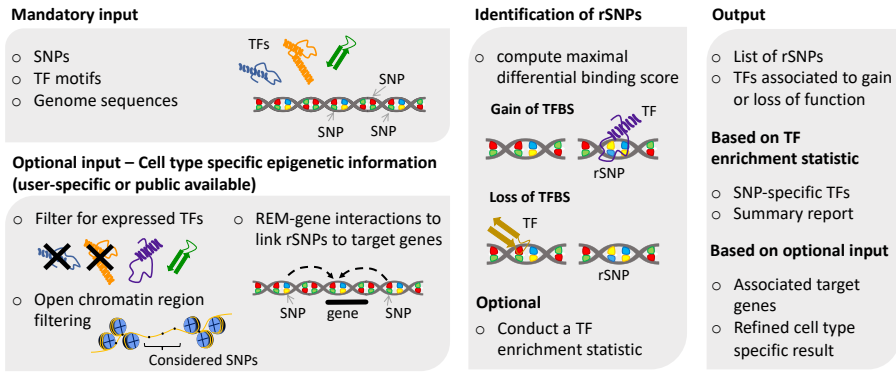 Mandatory input
○ SNPs
○ TF motifs
○ Genome sequences
TFs
SNP
SNP
SNP
Optional input – Cell type specific epigenetic information
(user-specific or public available)
○ Filter for expressed TFs
○ Open chromatin region
filtering
Considered SNPs
○ REM-gene interactions to
link rSNPs to target genes
SNP
gene
SNP
Identification of rSNPs
○ compute maximal
differential binding score
Gain of TFBS
TF
rSNP
Loss of TFBS
TF
rSNP
Optional
○ Conduct a TF
enrichment statistic
Output
○ List of rSNPs
○ TFs associated to gain
or loss of function
Based on TF
enrichment statistic
○ SNP-specific TFs
○ Summary report
Based on optional input
○ Associated target
genes
○ Refined cell type
specific result